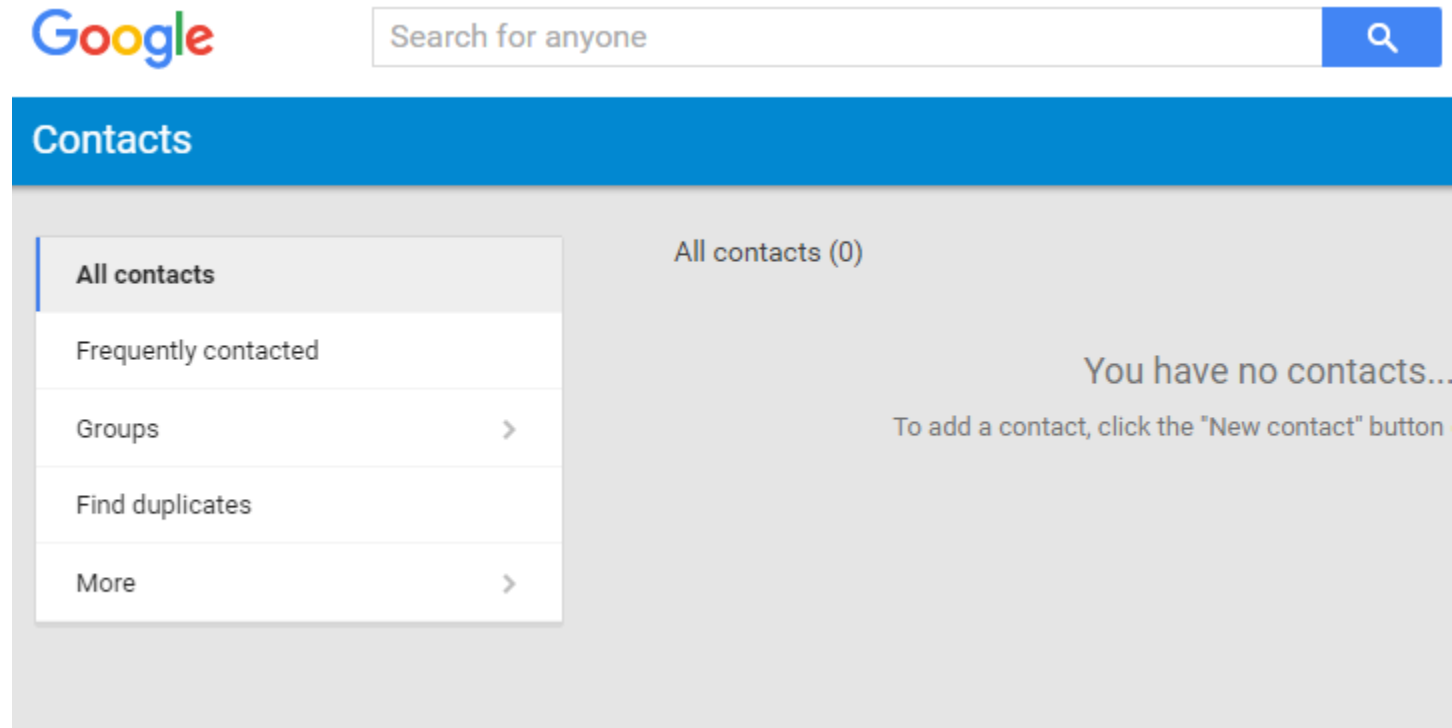 Google
Search for anyone
Contacts
All contacts
Frequently contacted
Groups
Find duplicates
More
All contacts (0)
You have no contacts...
To add a contact, click the "New contact" button